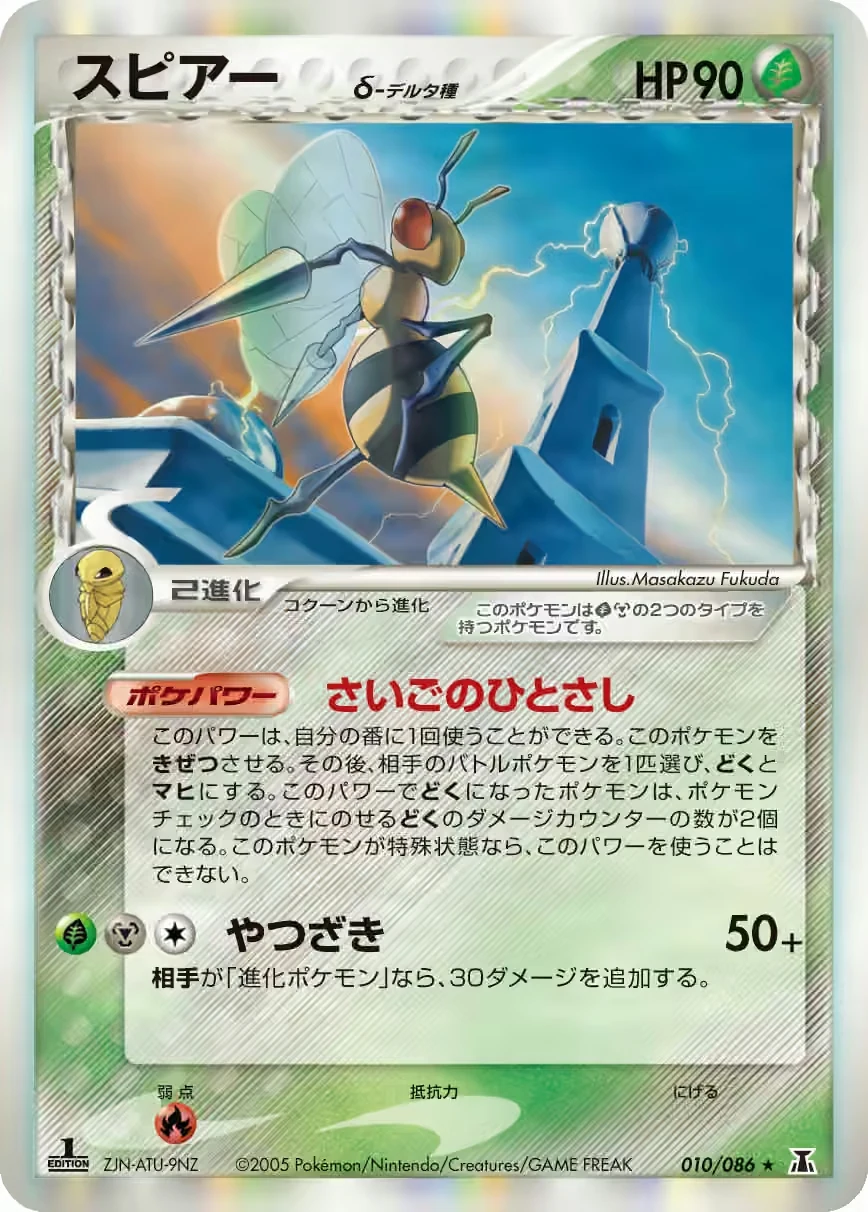 スピアー δ-デルタ種 HP90
Illus.Masakazu Fukuda
2進化 コクーンから進化
このポケモンはの2つのタイプを
持つポケモンです。
ポケパワー さいごのひとさし
このパワーは、自分の番に1回使うことができる。このポケモンを
きぜつさせる。その後、相手のバトルポケモンを1匹選び、どくと
マヒにする。このパワーでどくになったポケモンは、ポケモン
チェックのときにのせるどくのダメージカウンターの数が2個
になる。このポケモンが特殊状態なら、このパワーを使うことは
できない。
やつざき 50+
相手が「進化ポケモン」なら、30ダメージを追加する。
弱点 抵抗力 にげる
1 EDITION ZJN-ATU-9NZ ©2005 Pokémon/Nintendo/Creatures/GAME FREAK 010/086 ★